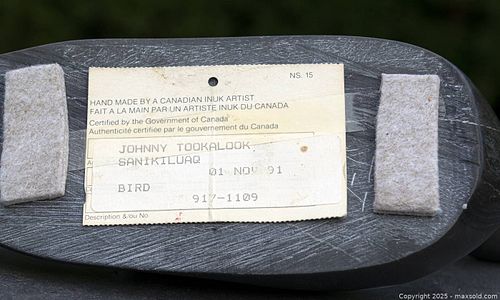 NS. 15
HAND MADE BY A CANADIAN INUK ARTIST
FAIT A LA MAIN PAR UN ARTISTE INUK DU CANADA
Certified by the Government of Canada
Authenticité certifiée par le gouvernement du Canada
JOHNNY TOOKALOOK,
SANIKILUAQ
01 NOV 91
BIRD
917-1109
Description &/ou No
Copyright © 2025 - maxsold.com